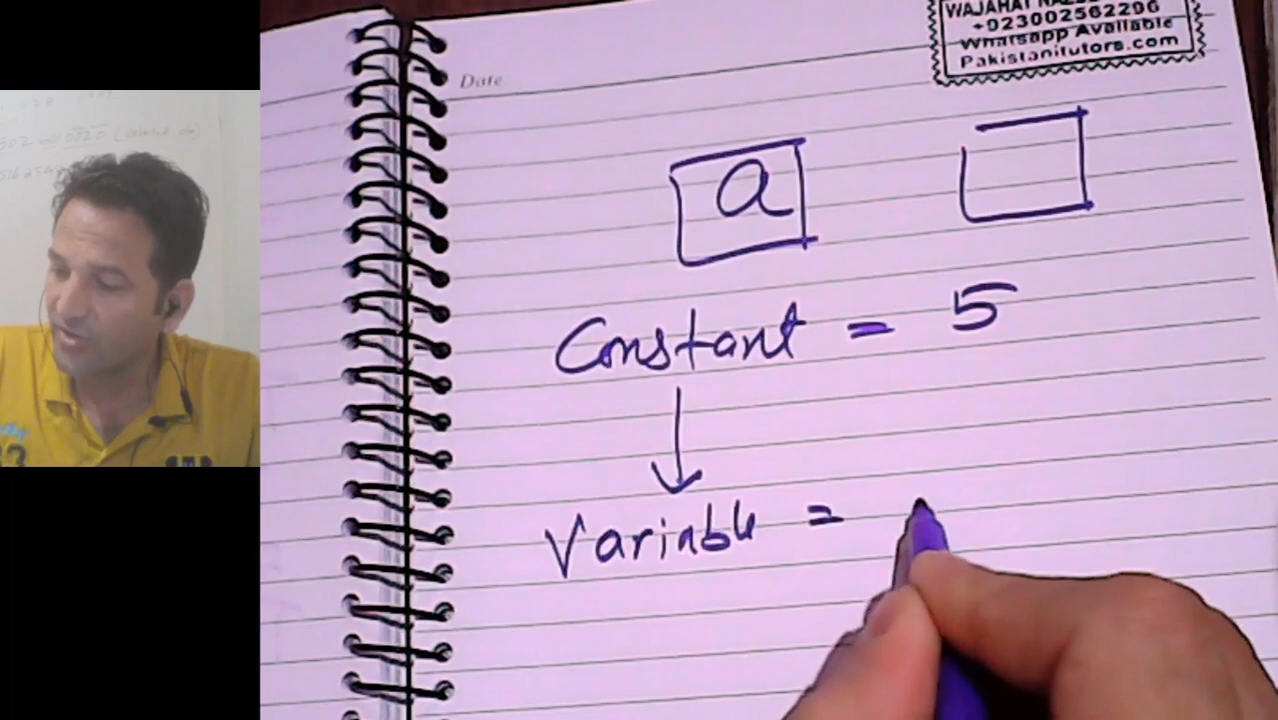 WAJAHAT
+923002562296
Whatsapp Available
Pakistanitutors.com
Date
a
Constant = 5
Variable =